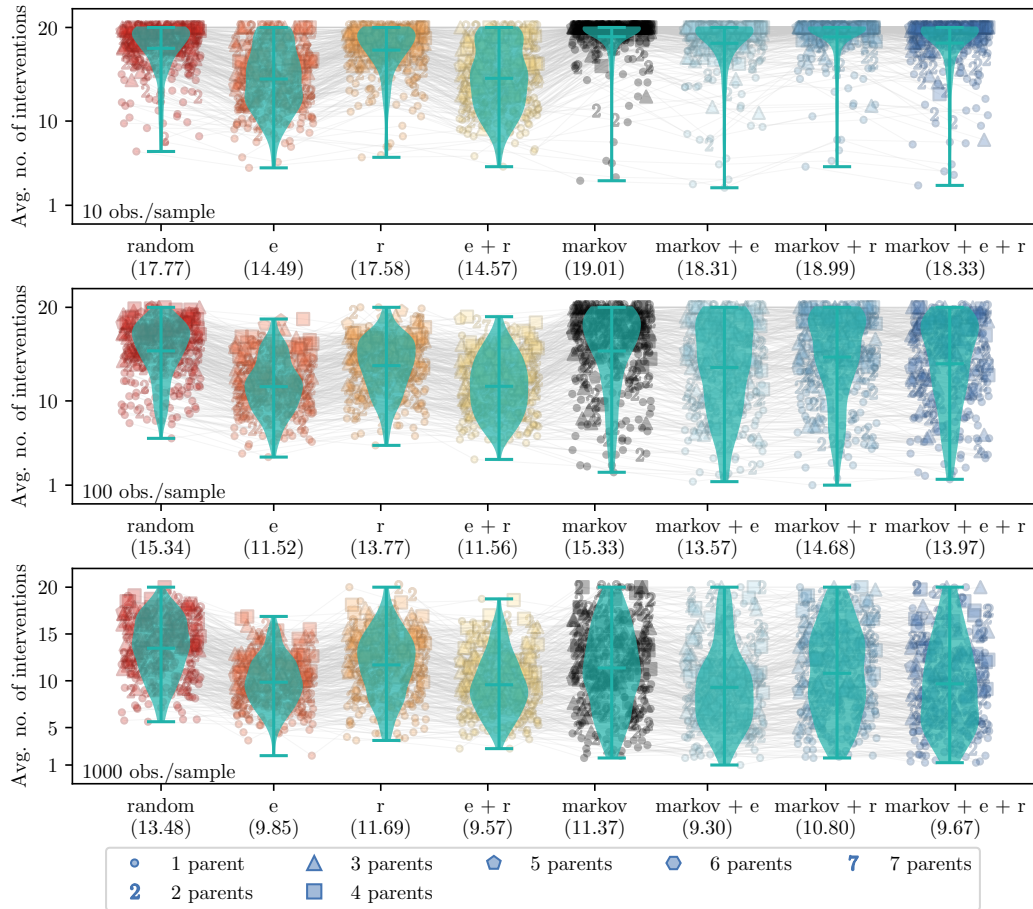 Avg. no. of interventions
20
10
1
10 obs./sample
random e r e + r markov markov + e markov + r markov + e + r
(17.77) (14.49) (17.58) (14.57) (19.01) (18.31) (18.99) (18.33)
Avg. no. of interventions
20
10
1
100 obs./sample
random e r e + r markov markov + e markov + r markov + e + r
(15.34) (11.52) (13.77) (11.56) (15.33) (13.57) (14.68) (13.97)
Avg. no. of interventions
20
15
10
5
1
1000 obs./sample
random e r e + r markov markov + e markov + r markov + e + r
(13.48) (9.85) (11.69) (9.57) (11.37) (9.30) (10.80) (9.67)
1 parent 3 parents 5 parents 6 parents 7 7 parents
2 2 parents 4 parents